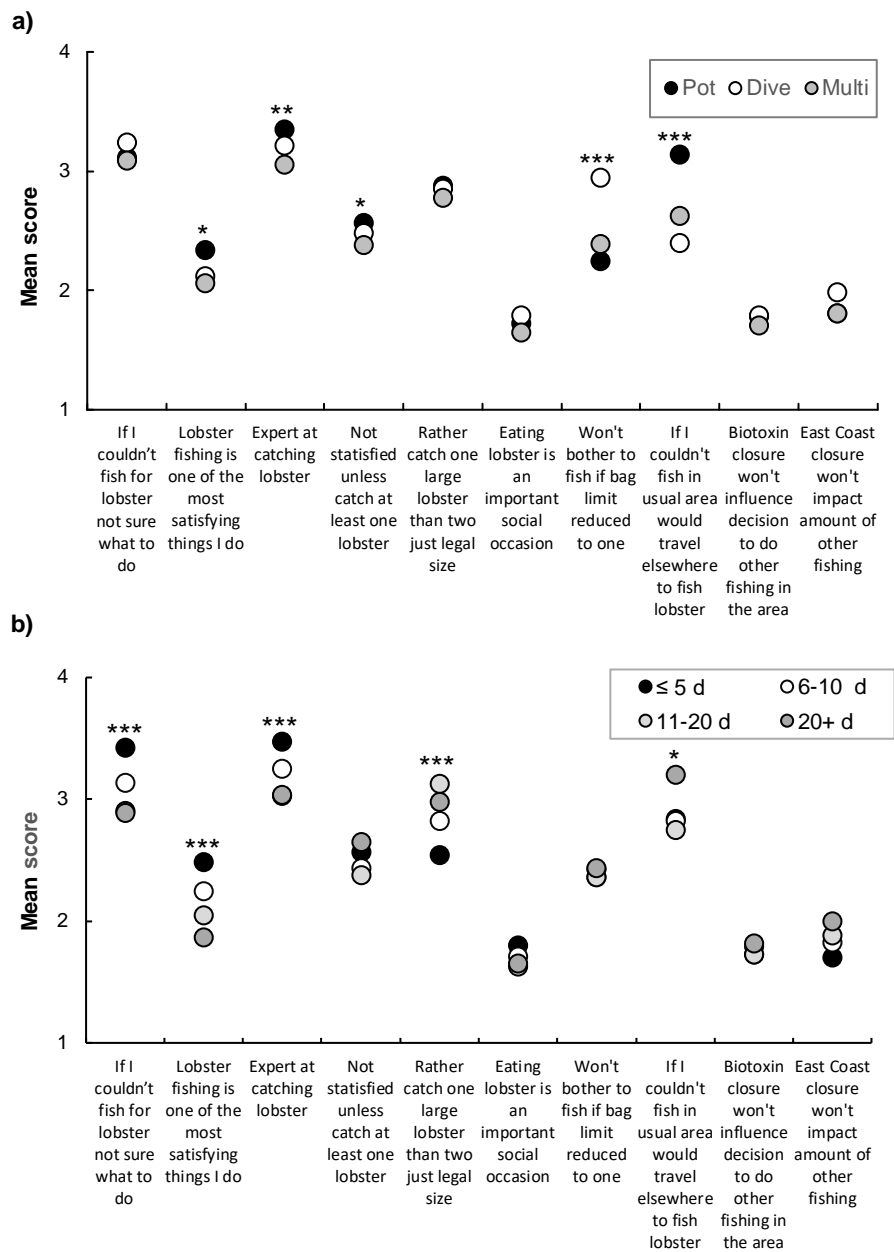 a)
4
3
2
1
Mean score
Pot Dive Multi
*
**
*
***
***
If I
couldn't
fish for
lobster
not sure
what to
do
Lobster
fishing is
one of the
most
satisfying
things I do
Expert at
catching
lobster
Not
statisfied
unless
catch at
least one
lobster
Rather
catch one
large
lobster
than two
just legal
size
Eating
lobster is
an
important
social
occasion
Won't
bother to
fish if bag
limit
reduced
to one
If I
couldn't
fish in
usual area
would
travel
elsewhere
to fish
lobster
Biotoxin
closure
won't
influence
decision
to do
other
fishing in
the area
East Coast
closure
won't
impact
amount of
other
fishing
b)
4
3
2
1
Mean score
≤ 5 d 6-10 d
11-20 d 20+ d
***
***
***
***
*
If I
couldn't
fish for
lobster
not sure
what to
do
Lobster
fishing is
one of the
most
satisfying
things I do
Expert at
catching
lobster
Not
statisfied
unless
catch at
least one
lobster
Rather
catch one
large
lobster
than two
just legal
size
Eating
lobster is
an
important
social
occasion
Won't
bother to
fish if bag
limit
reduced
to one
If I
couldn't
fish in
usual area
would
travel
elsewhere
to fish
lobster
Biotoxin
closure
won't
influence
decision
to do
other
fishing in
the area
East Coast
closure
won't
impact
amount of
other
fishing